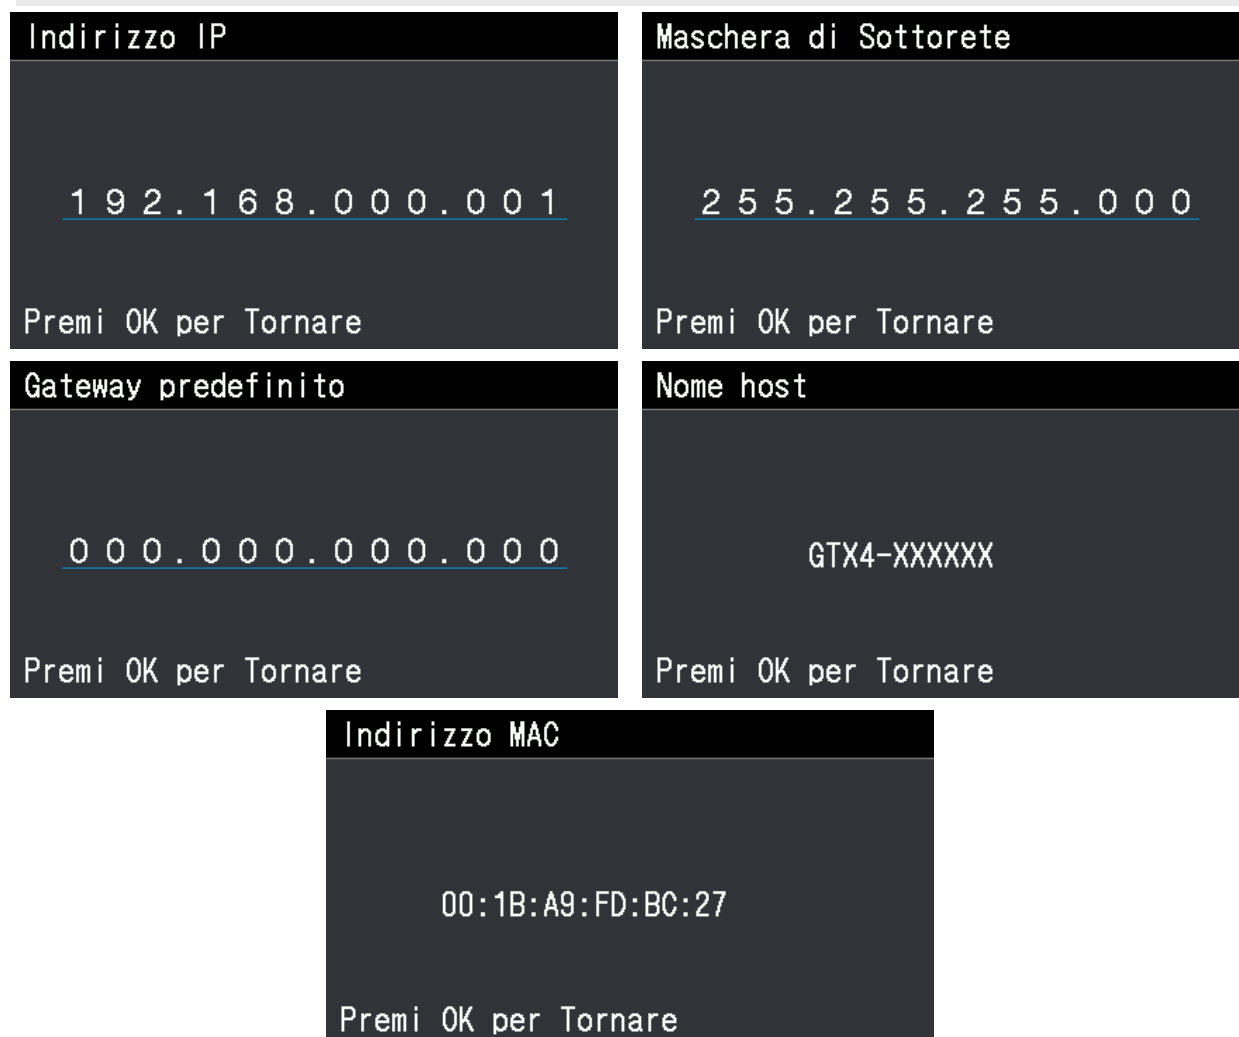 Indirizzo IP
192.168.000.001
Premi OK per Tornare
Maschera di Sottorete
255.255.255.000
Premi OK per Tornare
Gateway predefinito
000.000.000.000
Premi OK per Tornare
Nome host
GTX4-XXXXXX
Premi OK per Tornare
Indirizzo MAC
00:1B:A9:FD:BC:27
Premi OK per Tornare